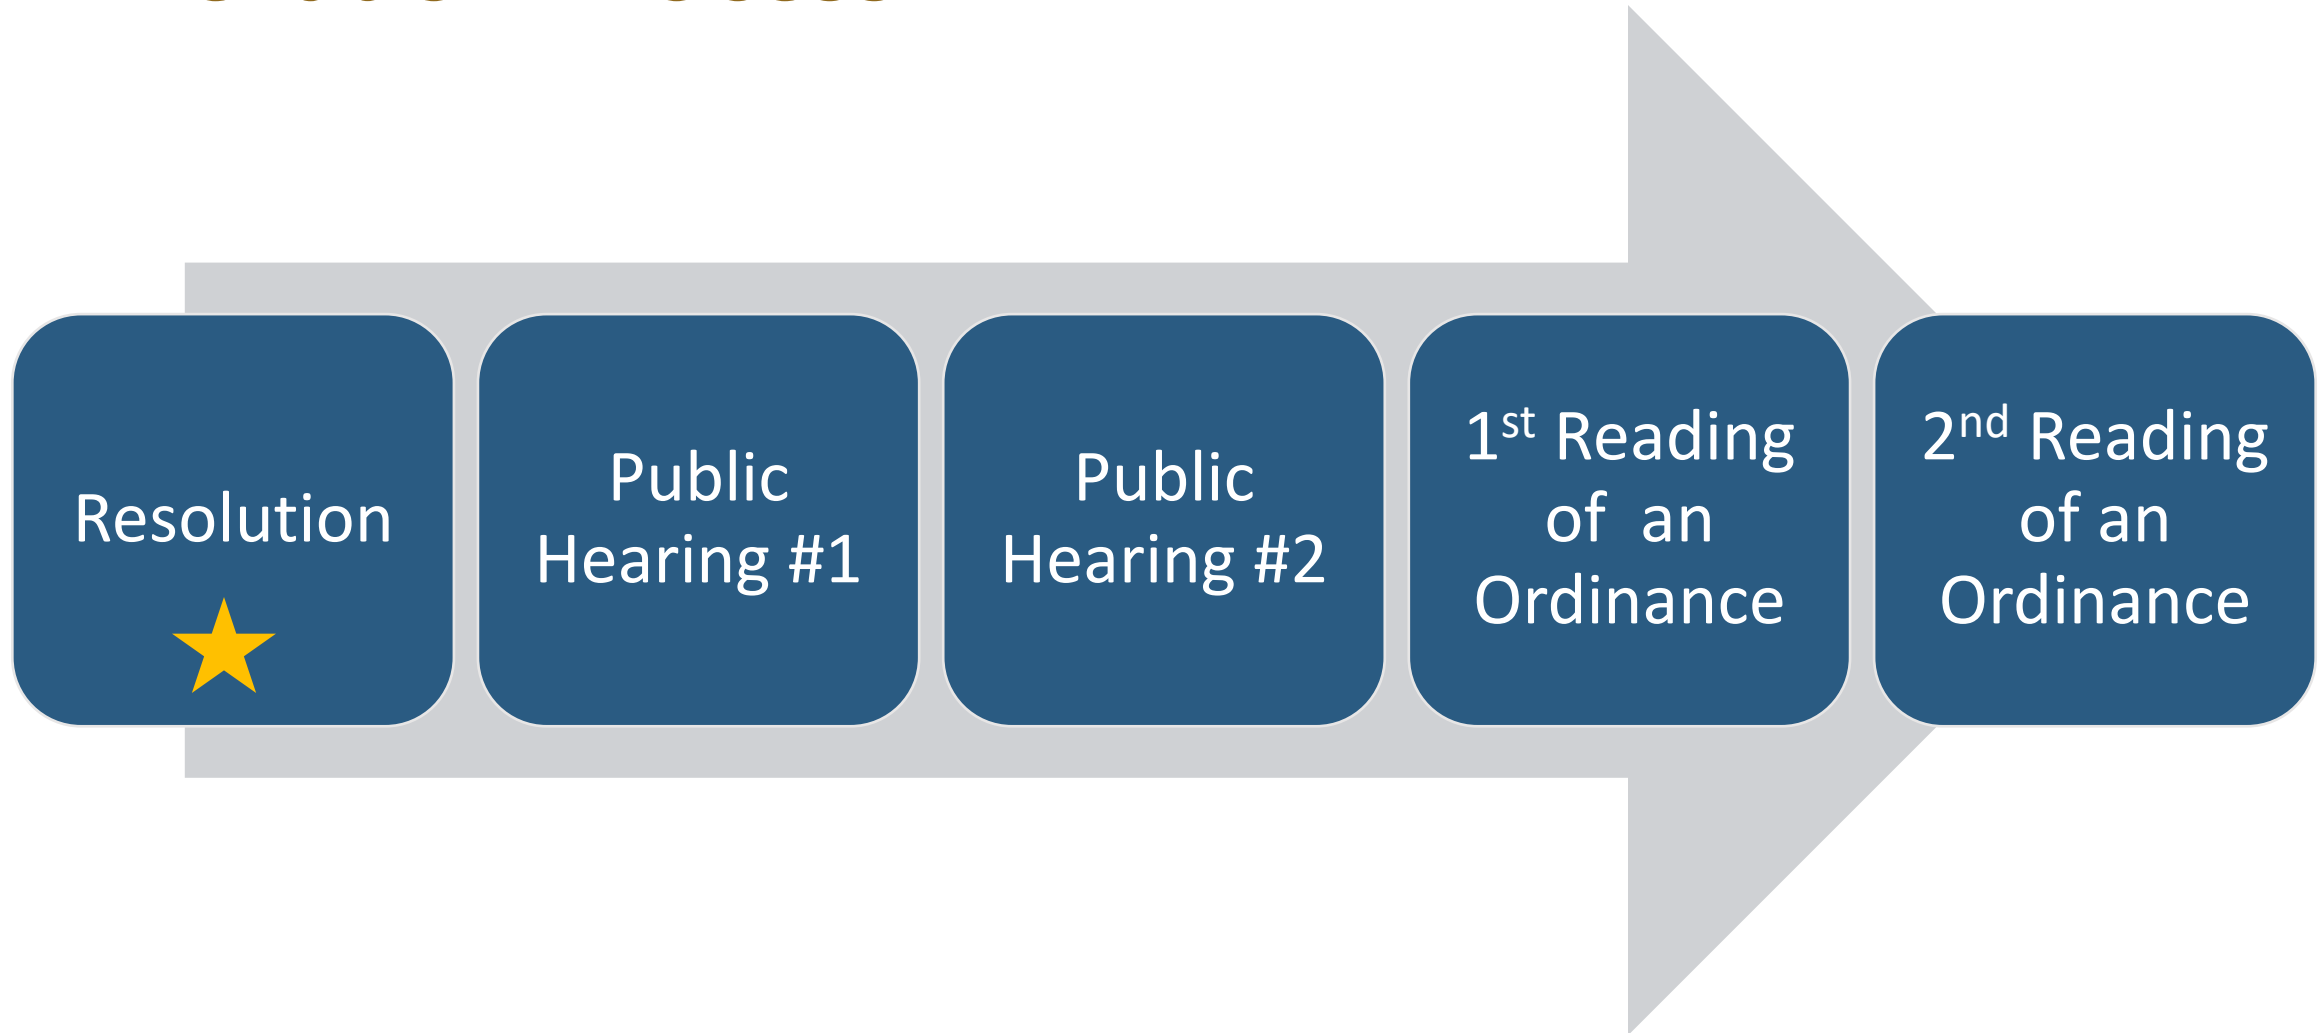 Resolution
Public
Hearing #1
Public
Hearing #2
1st Reading
of  an
Ordinance
2nd Reading
of an
Ordinance